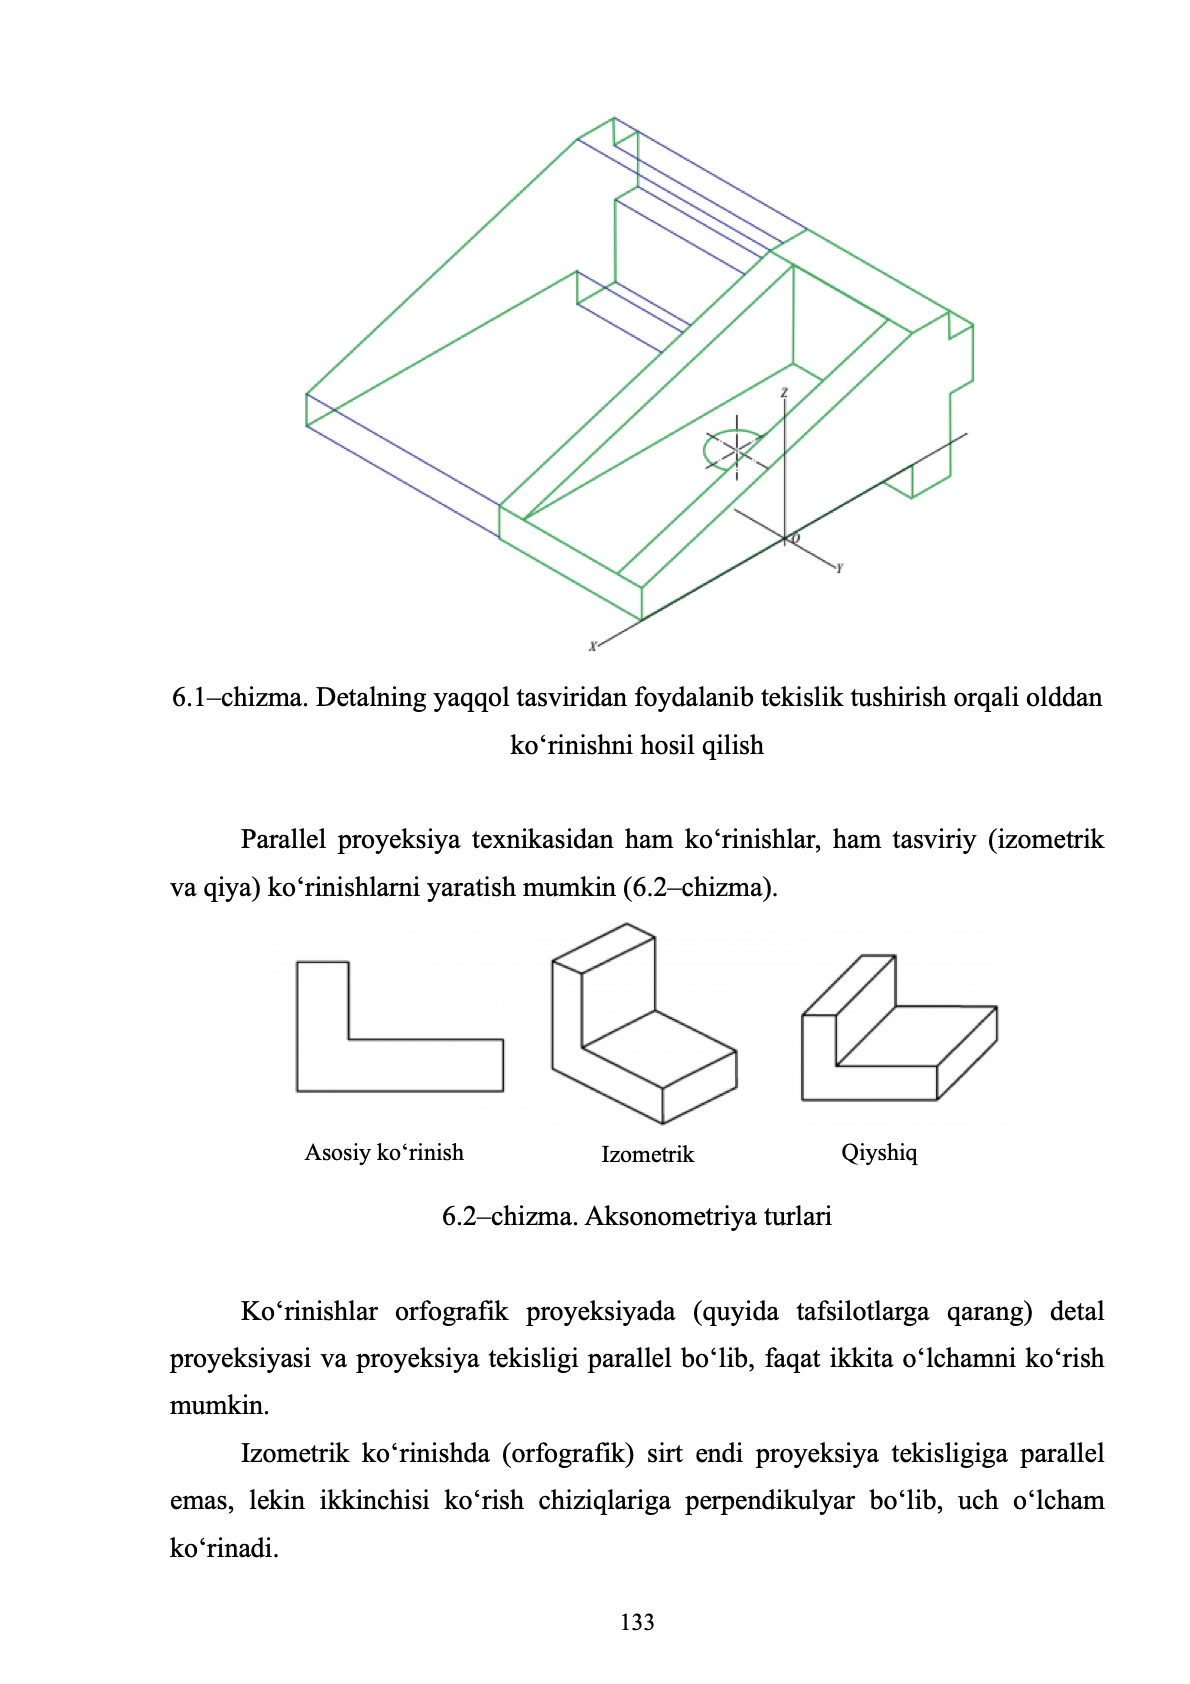 Z
O
Y
X
6.1–chizma. Detalning yaqqol tasviridan foydalanib tekislik tushirish orqali olddan
ko‘rinishni hosil qilish
Parallel proyeksiya texnikasidan ham ko‘rinishlar, ham tasviriy (izometrik
va qiya) ko‘rinishlarni yaratish mumkin (6.2–chizma).
Asosiy ko‘rinish Izometrik Qiyshiq
6.2–chizma. Aksonometriya turlari
Ko‘rinishlar orfografik proyeksiyada (quyida tafsilotlarga qarang) detal
proyeksiyasi va proyeksiya tekisligi parallel bo‘lib, faqat ikkita o‘lchamni ko‘rish
mumkin.
Izometrik ko‘rinishda (orfografik) sirt endi proyeksiya tekisligiga parallel
emas, lekin ikkinchisi ko‘rish chiziqlariga perpendikulyar bo‘lib, uch o‘lcham
ko‘rinadi.
133